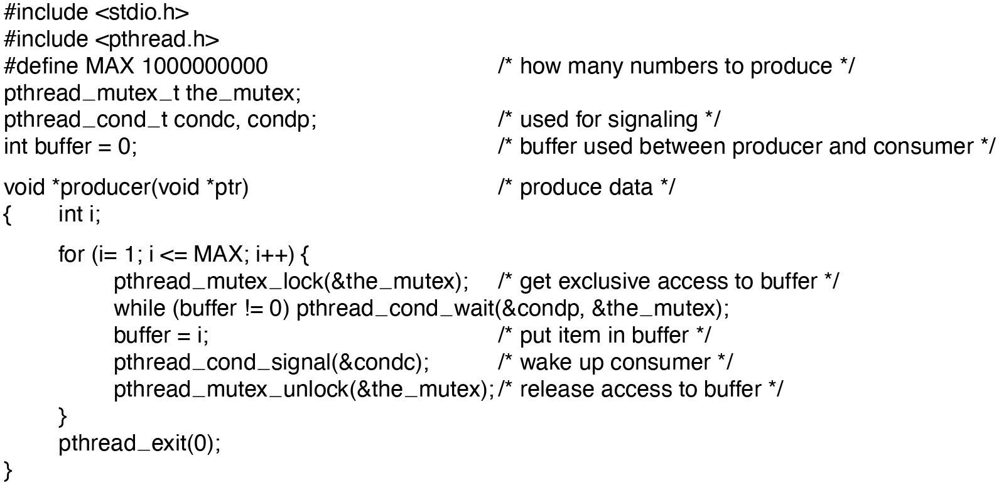 #include <stdio.h>
#include <pthread.h>
#define MAX 1000000000 /* how many numbers to produce */
pthread_mutex_t the_mutex;
pthread_cond_t condc, condp; /* used for signaling */
int buffer = 0; /* buffer used between producer and consumer */
void *producer(void *ptr) /* produce data */
{ int i;
for (i= 1; i <= MAX; i++) {
pthread_mutex_lock(&the_mutex); /* get exclusive access to buffer */
while (buffer != 0) pthread_cond_wait(&condp, &the_mutex);
buffer = i; /* put item in buffer */
pthread_cond_signal(&condc); /* wake up consumer */
pthread_mutex_unlock(&the_mutex); /* release access to buffer */
}
pthread_exit(0);
}